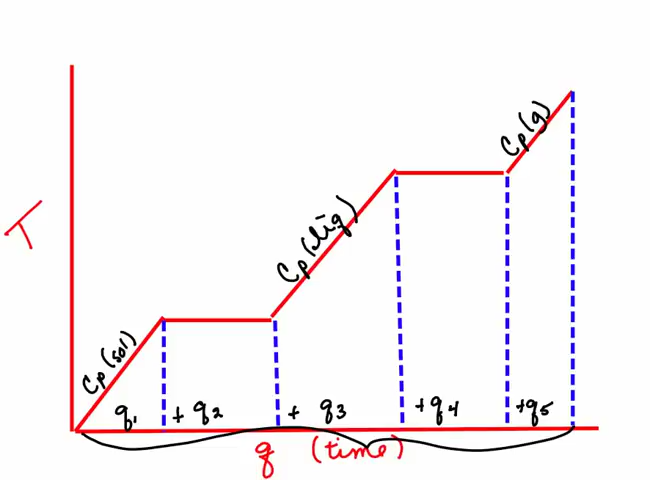 Cp(g)
Cp(liq)
T
Cp(sol)
q1 + q2 + q3 + q4 + q5
q (time)